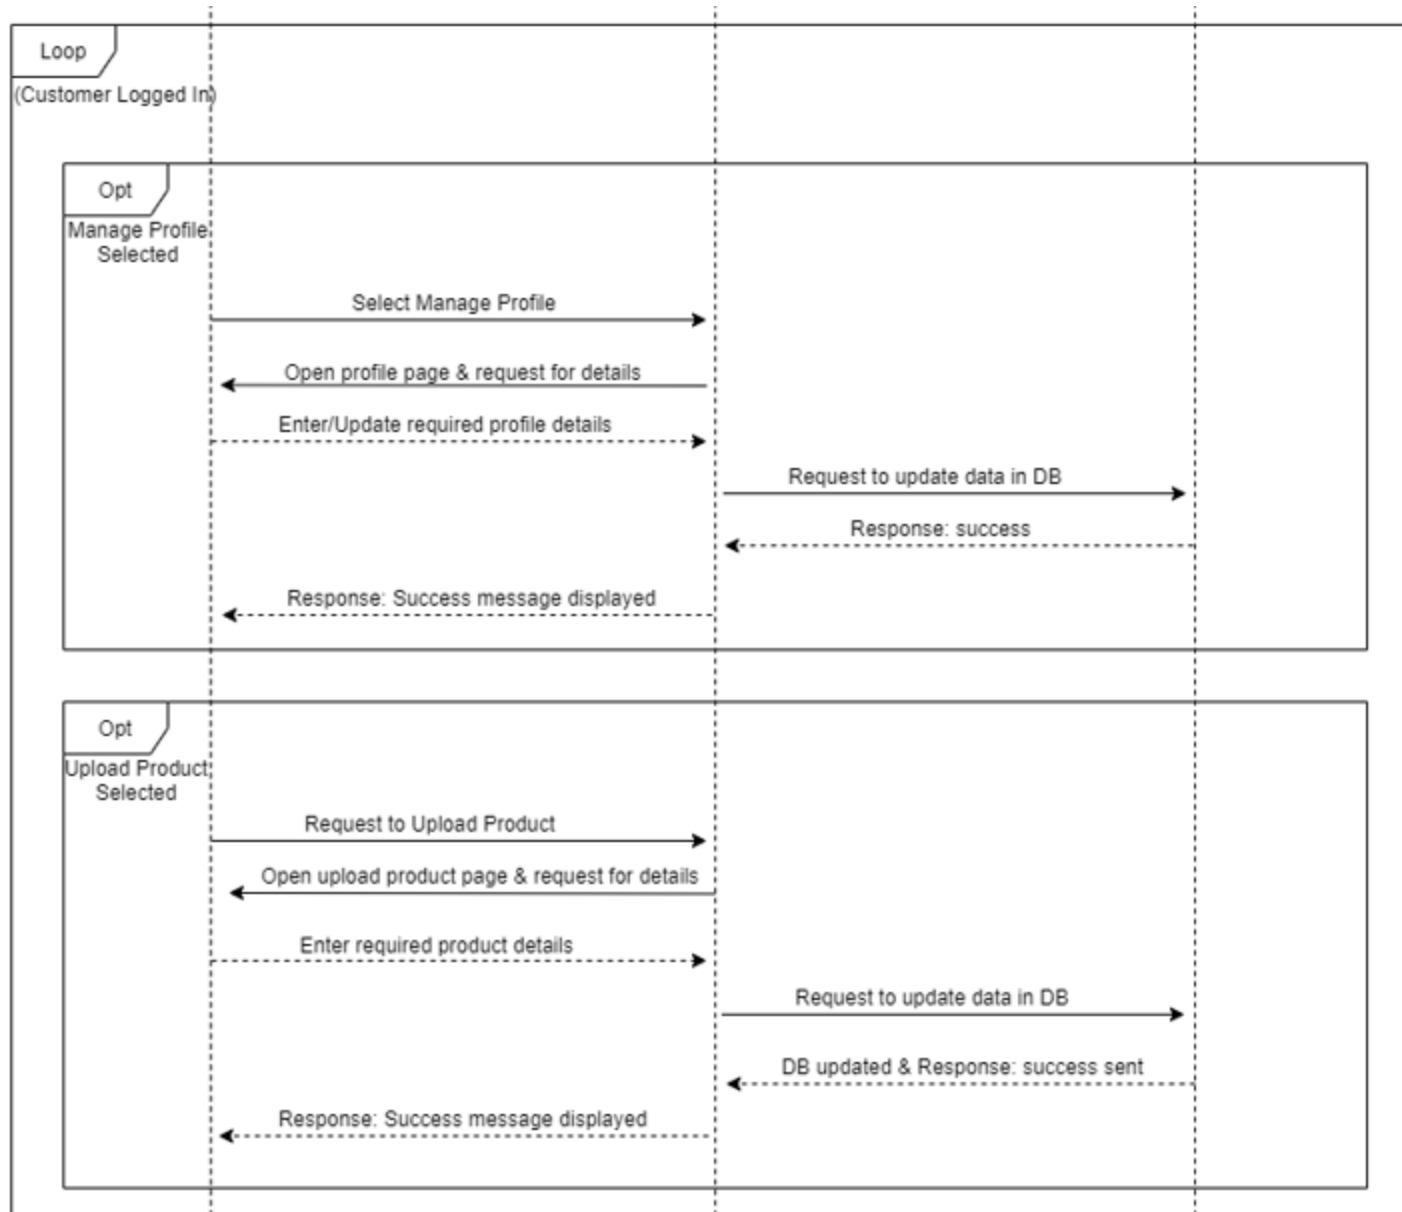 Loop
(Customer Logged In)
Opt
Manage Profile
Selected
Select Manage Profile
Open profile page & request for details
Enter/Update required profile details
Request to update data in DB
Response: success
Response: Success message displayed
Opt
Upload Product
Selected
Request to Upload Product
Open upload product page & request for details
Enter required product details
Request to update data in DB
DB updated & Response: success sent
Response: Success message displayed